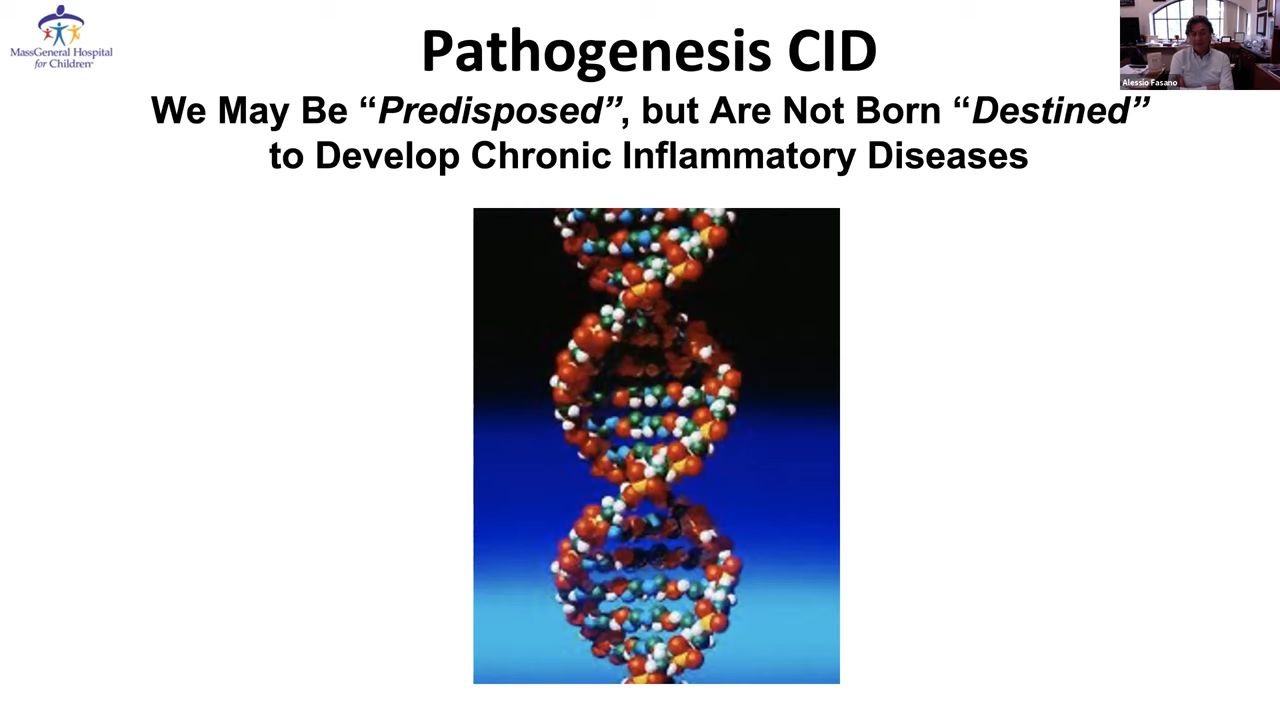 MassGeneral Hospital
for Children
Pathogenesis CID
We May Be “Predisposed”, but Are Not Born “Destined”
to Develop Chronic Inflammatory Diseases
Alessio Fasano